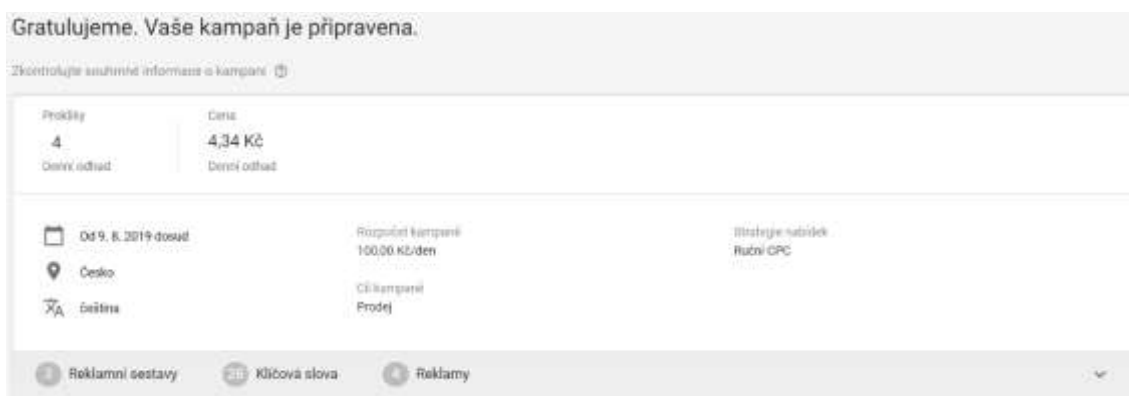 Gratulujeme. Vaše kampaň je připravena.
Zkontrolujte souhrnné informace o kampani
Prokliky
4
Denní odhad
Cena
4,34 Kč
Denní odhad
Od 9. 8. 2019 dosud
Česko
čeština
Rozpočet kampaně
100,00 Kč/den
Cíl kampaně
Prodej
Strategie nabídek
Ruční CPC
Reklamní sestavy
Klíčová slova
Reklamy